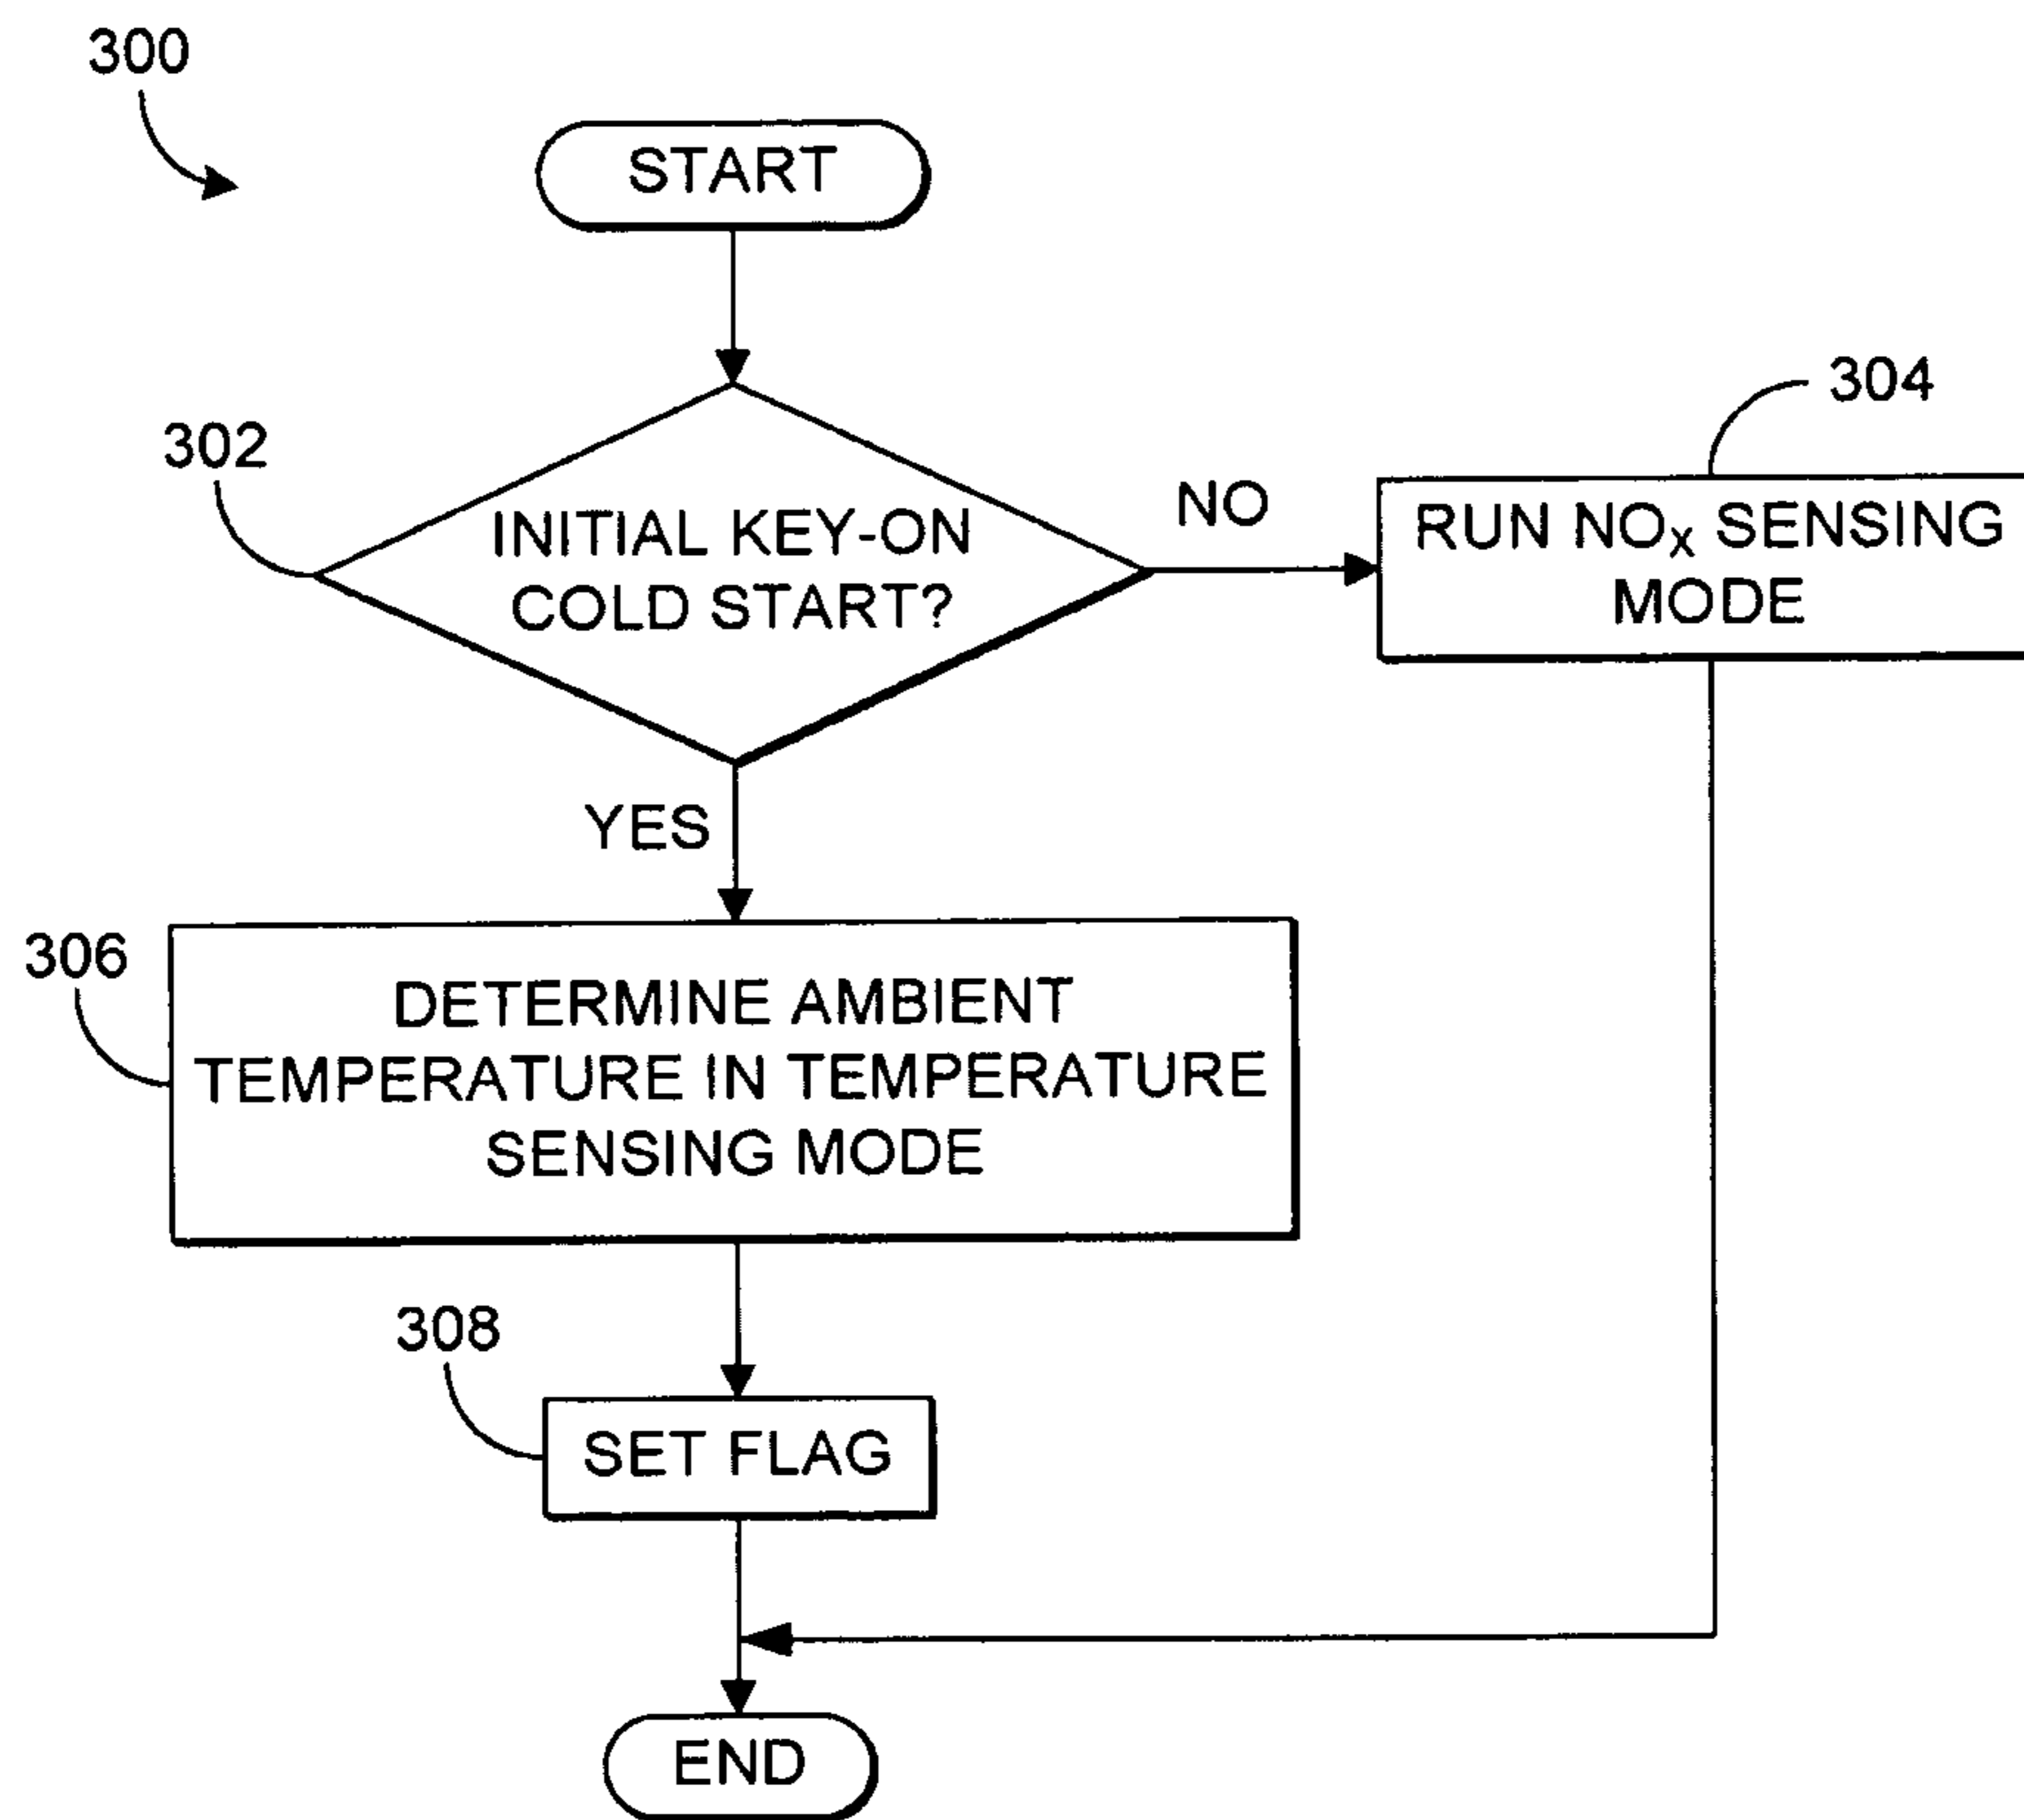 300
START
304
302
NO
INITIAL KEY-ON
COLD START?
RUN NOX SENSING
MODE
YES
306
DETERMINE AMBIENT
TEMPERATURE IN TEMPERATURE
SENSING MODE
308
SET FLAG
END